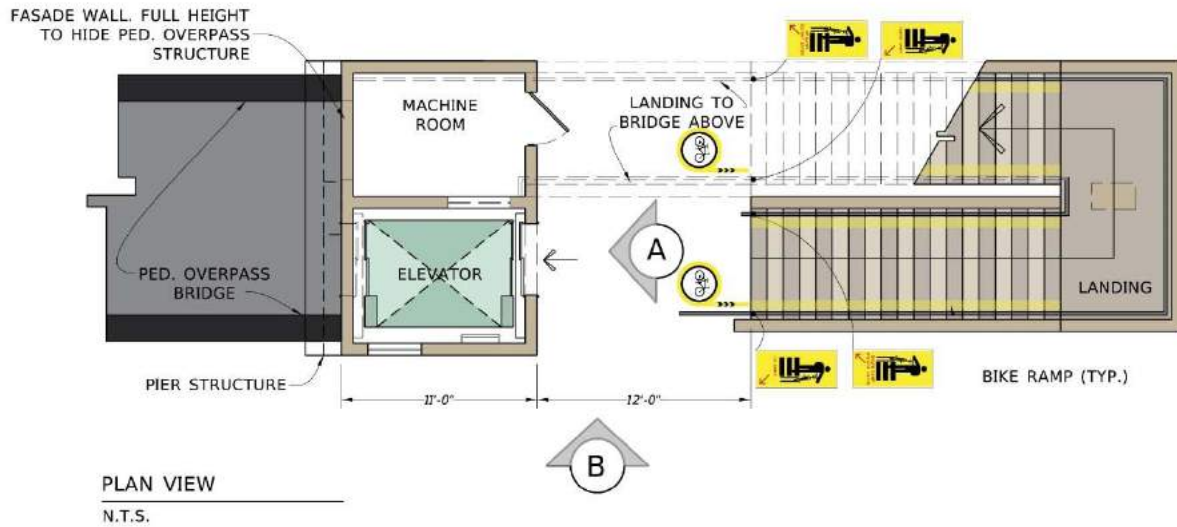 FASADE WALL. FULL HEIGHT
TO HIDE PED. OVERPASS
STRUCTURE
MACHINE
ROOM
LANDING TO
BRIDGE ABOVE
A
ELEVATOR
PED. OVERPASS
BRIDGE
LANDING
PIER STRUCTURE
BIKE RAMP (TYP.)
11'-0"
12'-0"
B
PLAN VIEW
N.T.S.